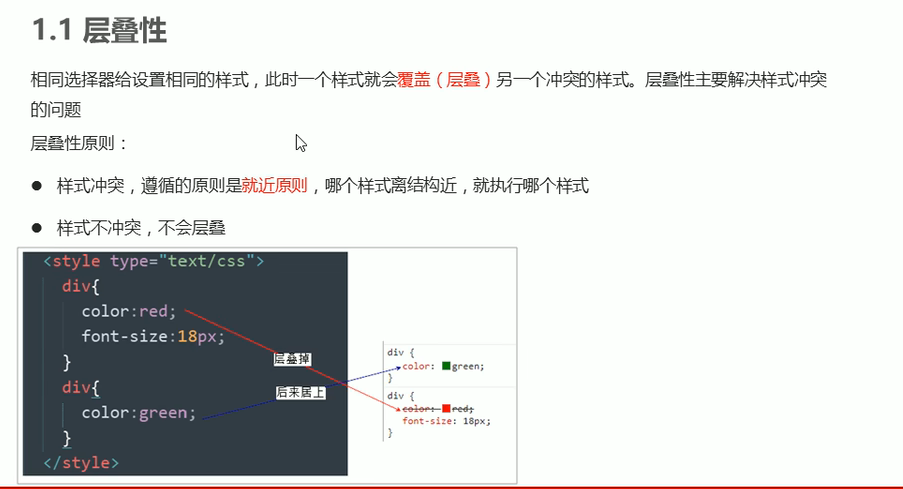 1.1 层叠性
相同选择器给设置相同的样式，此时一个样式就会覆盖（层叠）另一个冲突的样式。层叠性主要解决样式冲突
的问题
层叠性原则：
● 样式冲突，遵循的原则是就近原则，哪个样式离结构近，就执行哪个样式
● 样式不冲突，不会层叠
<style type="text/css">
div{
color:red;
font-size:18px;
}
div{
color:green;
}
</style>
层叠掉
后来居上
div {
color: green;
}
div {
color: red;
font-size: 18px;
}